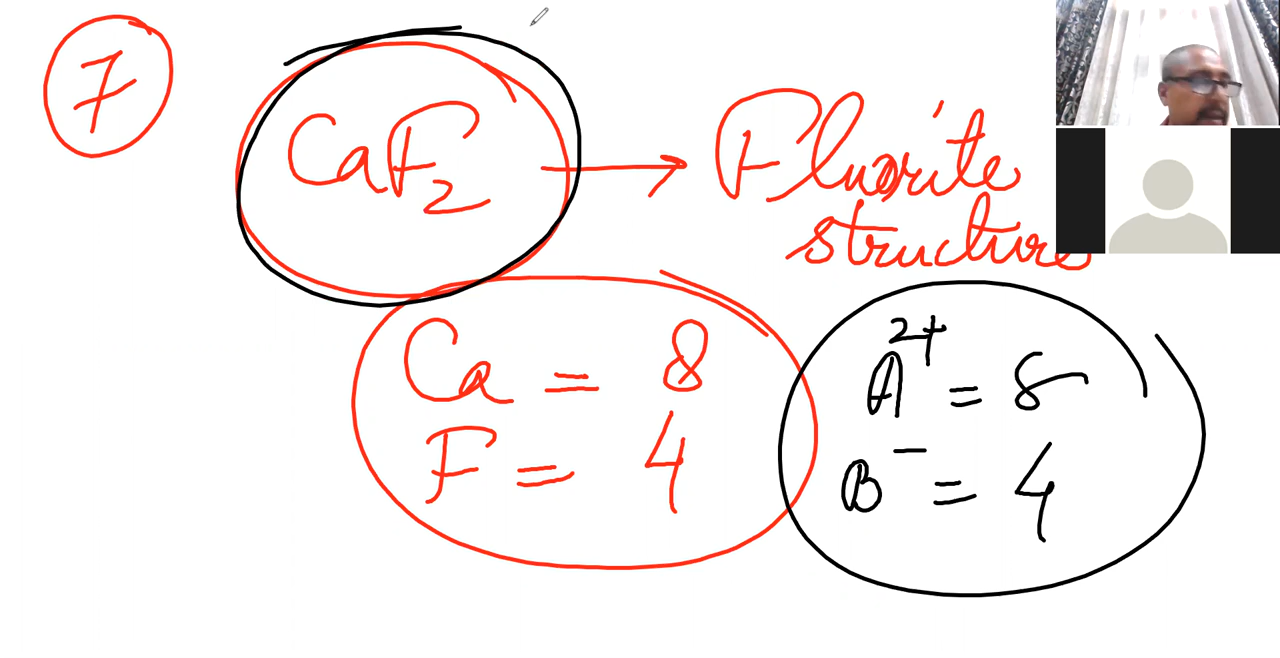 7
CaF₂ → Fluorite
structure
Ca = 8
F = 4
A²⁺ = 8
B⁻ = 4